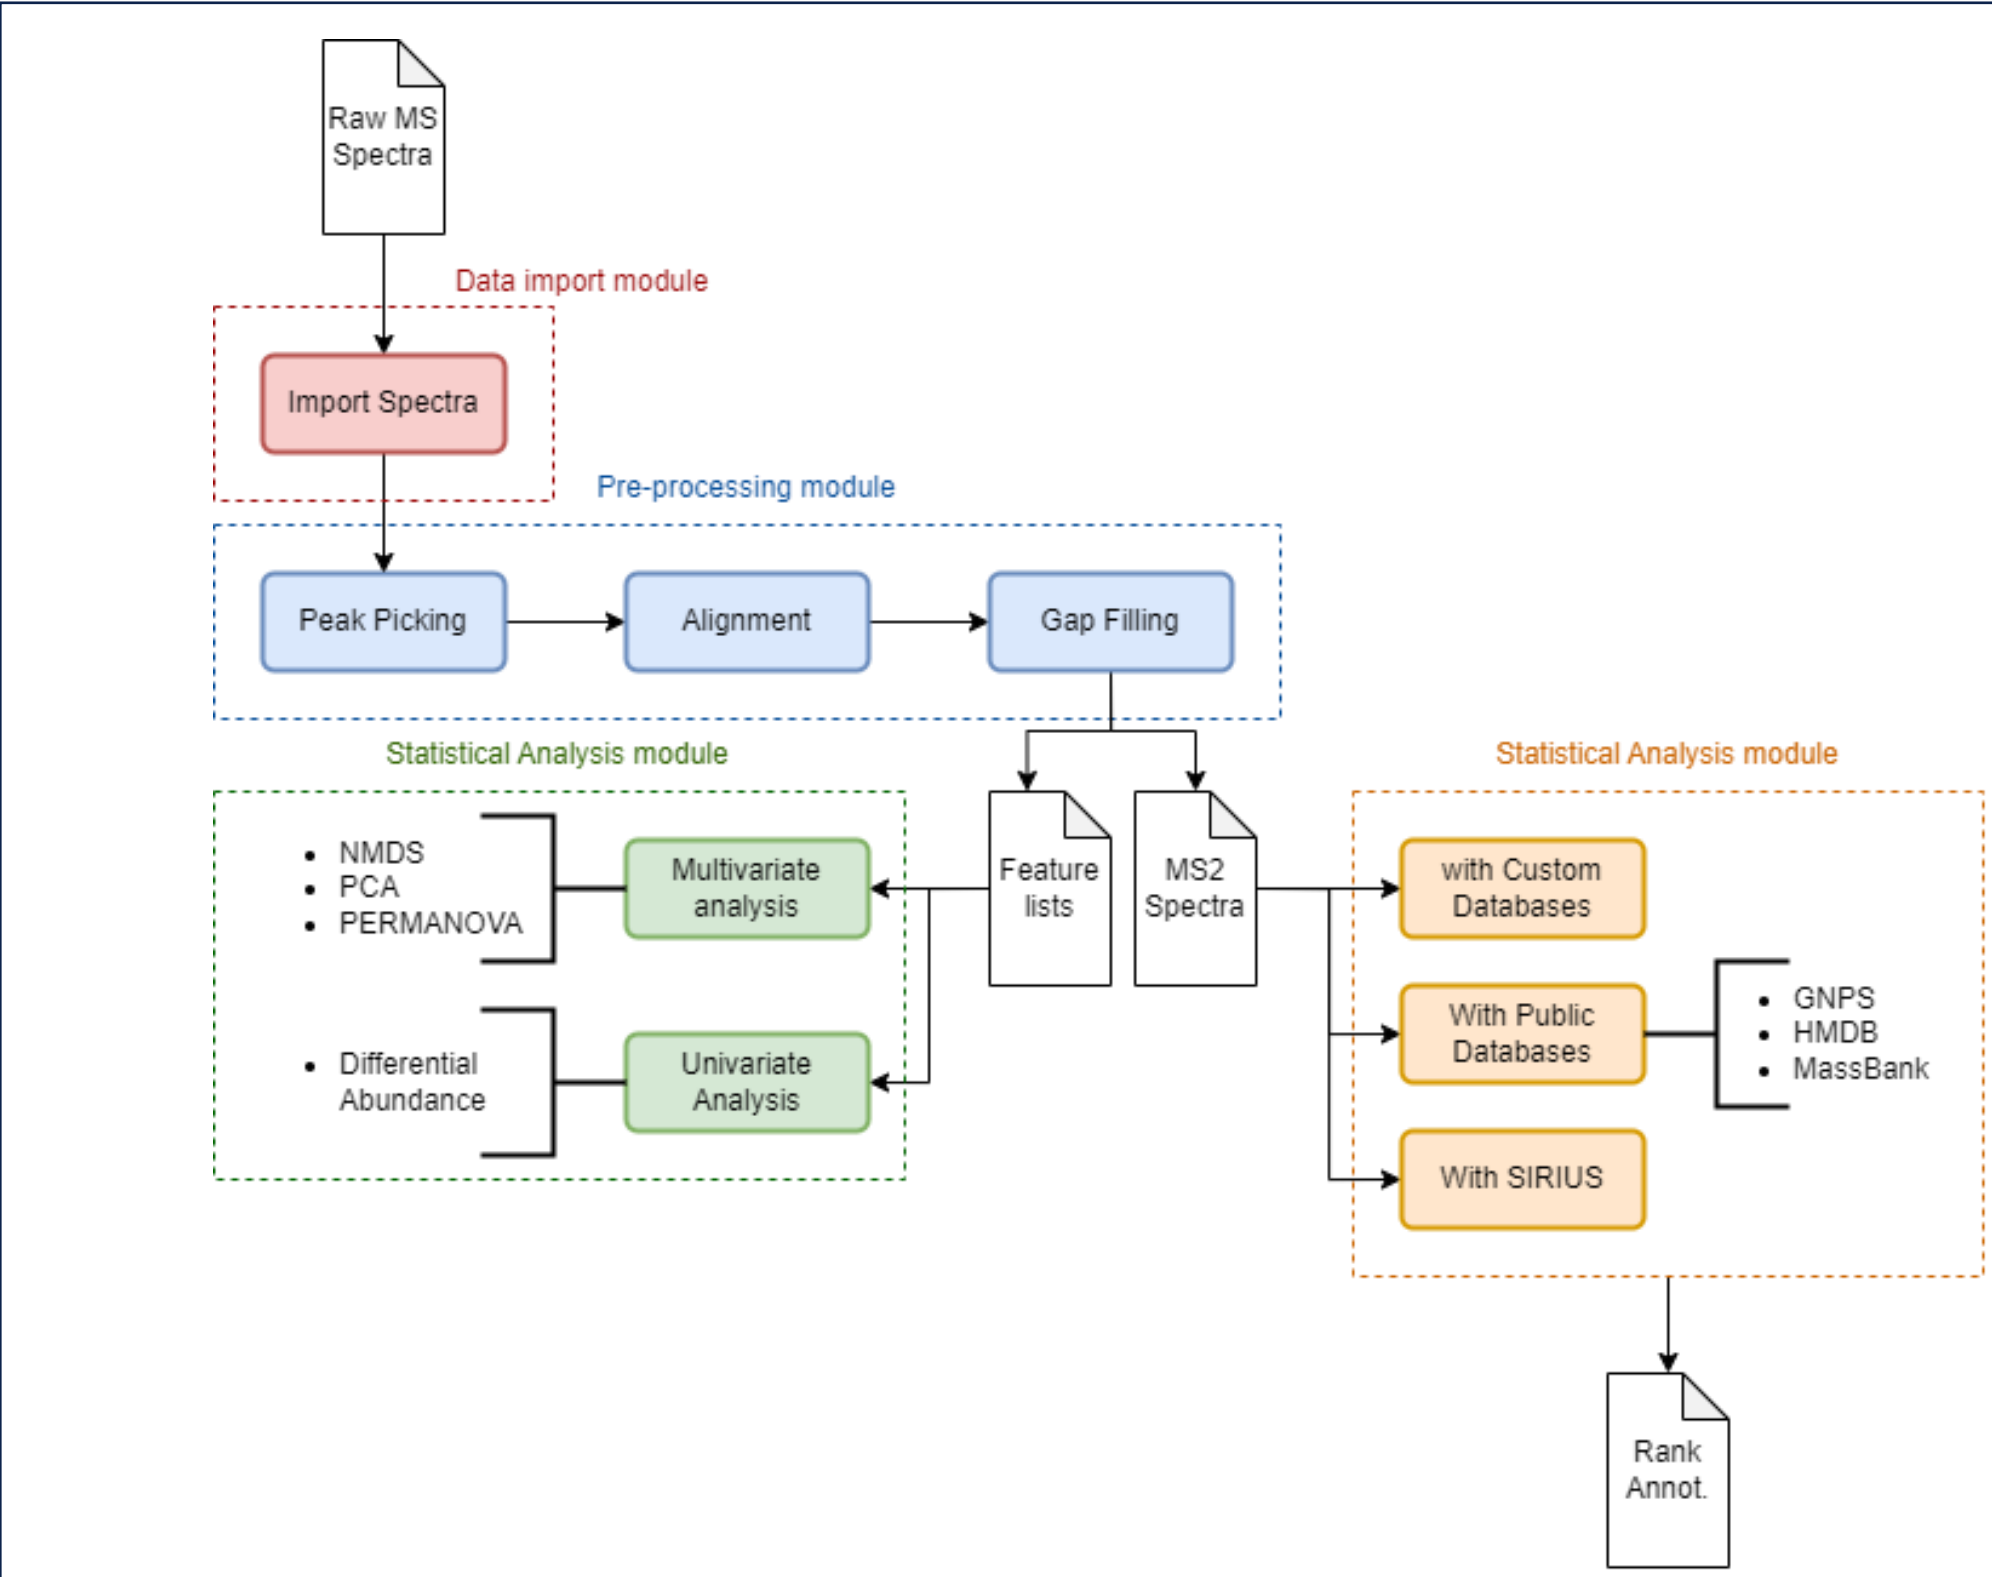 Raw MS
Spectra
Data import module
Import Spectra
Pre-processing module
Peak Picking
Alignment
Gap Filling
Statistical Analysis module
Statistical Analysis module
• NMDS
• PCA
• PERMANOVA
Multivariate
analysis
Feature
lists
MS2
Spectra
with Custom
Databases
• Differential
Abundance
Univariate
Analysis
With Public
Databases
• GNPS
• HMDB
• MassBank
With SIRIUS
Rank
Annot.